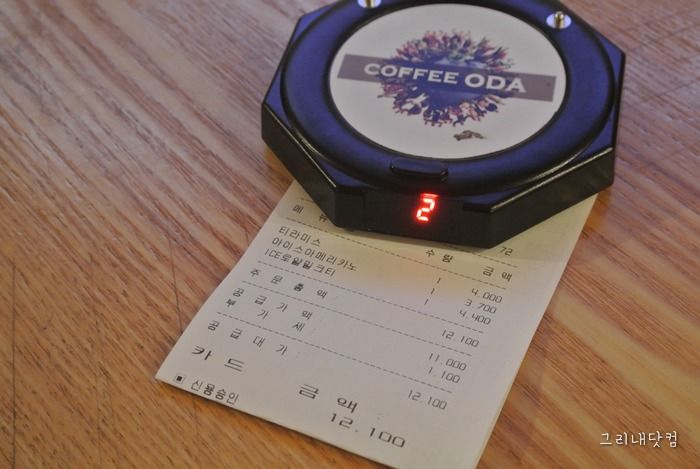 COFFEE ODA
2
72
메뉴 수량 금액
티라미스 1 4,000
아이스아메리카노 1 3,700
ICE로얄밀크티 1 4,400
주문총액 12,100
공급가액 11,000
부가세 1,100
공급대가 12,100
카드금액 12,100
■ 신용승인
그리내닷컴